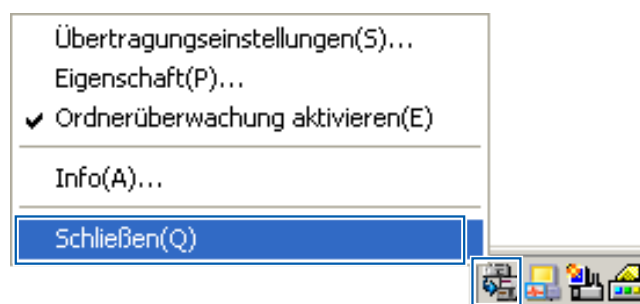 Übertragungseinstellungen(S)...
Eigenschaft(P)...
Ordnerüberwachung aktivieren(E)
Info(A)...
Schließen(Q)